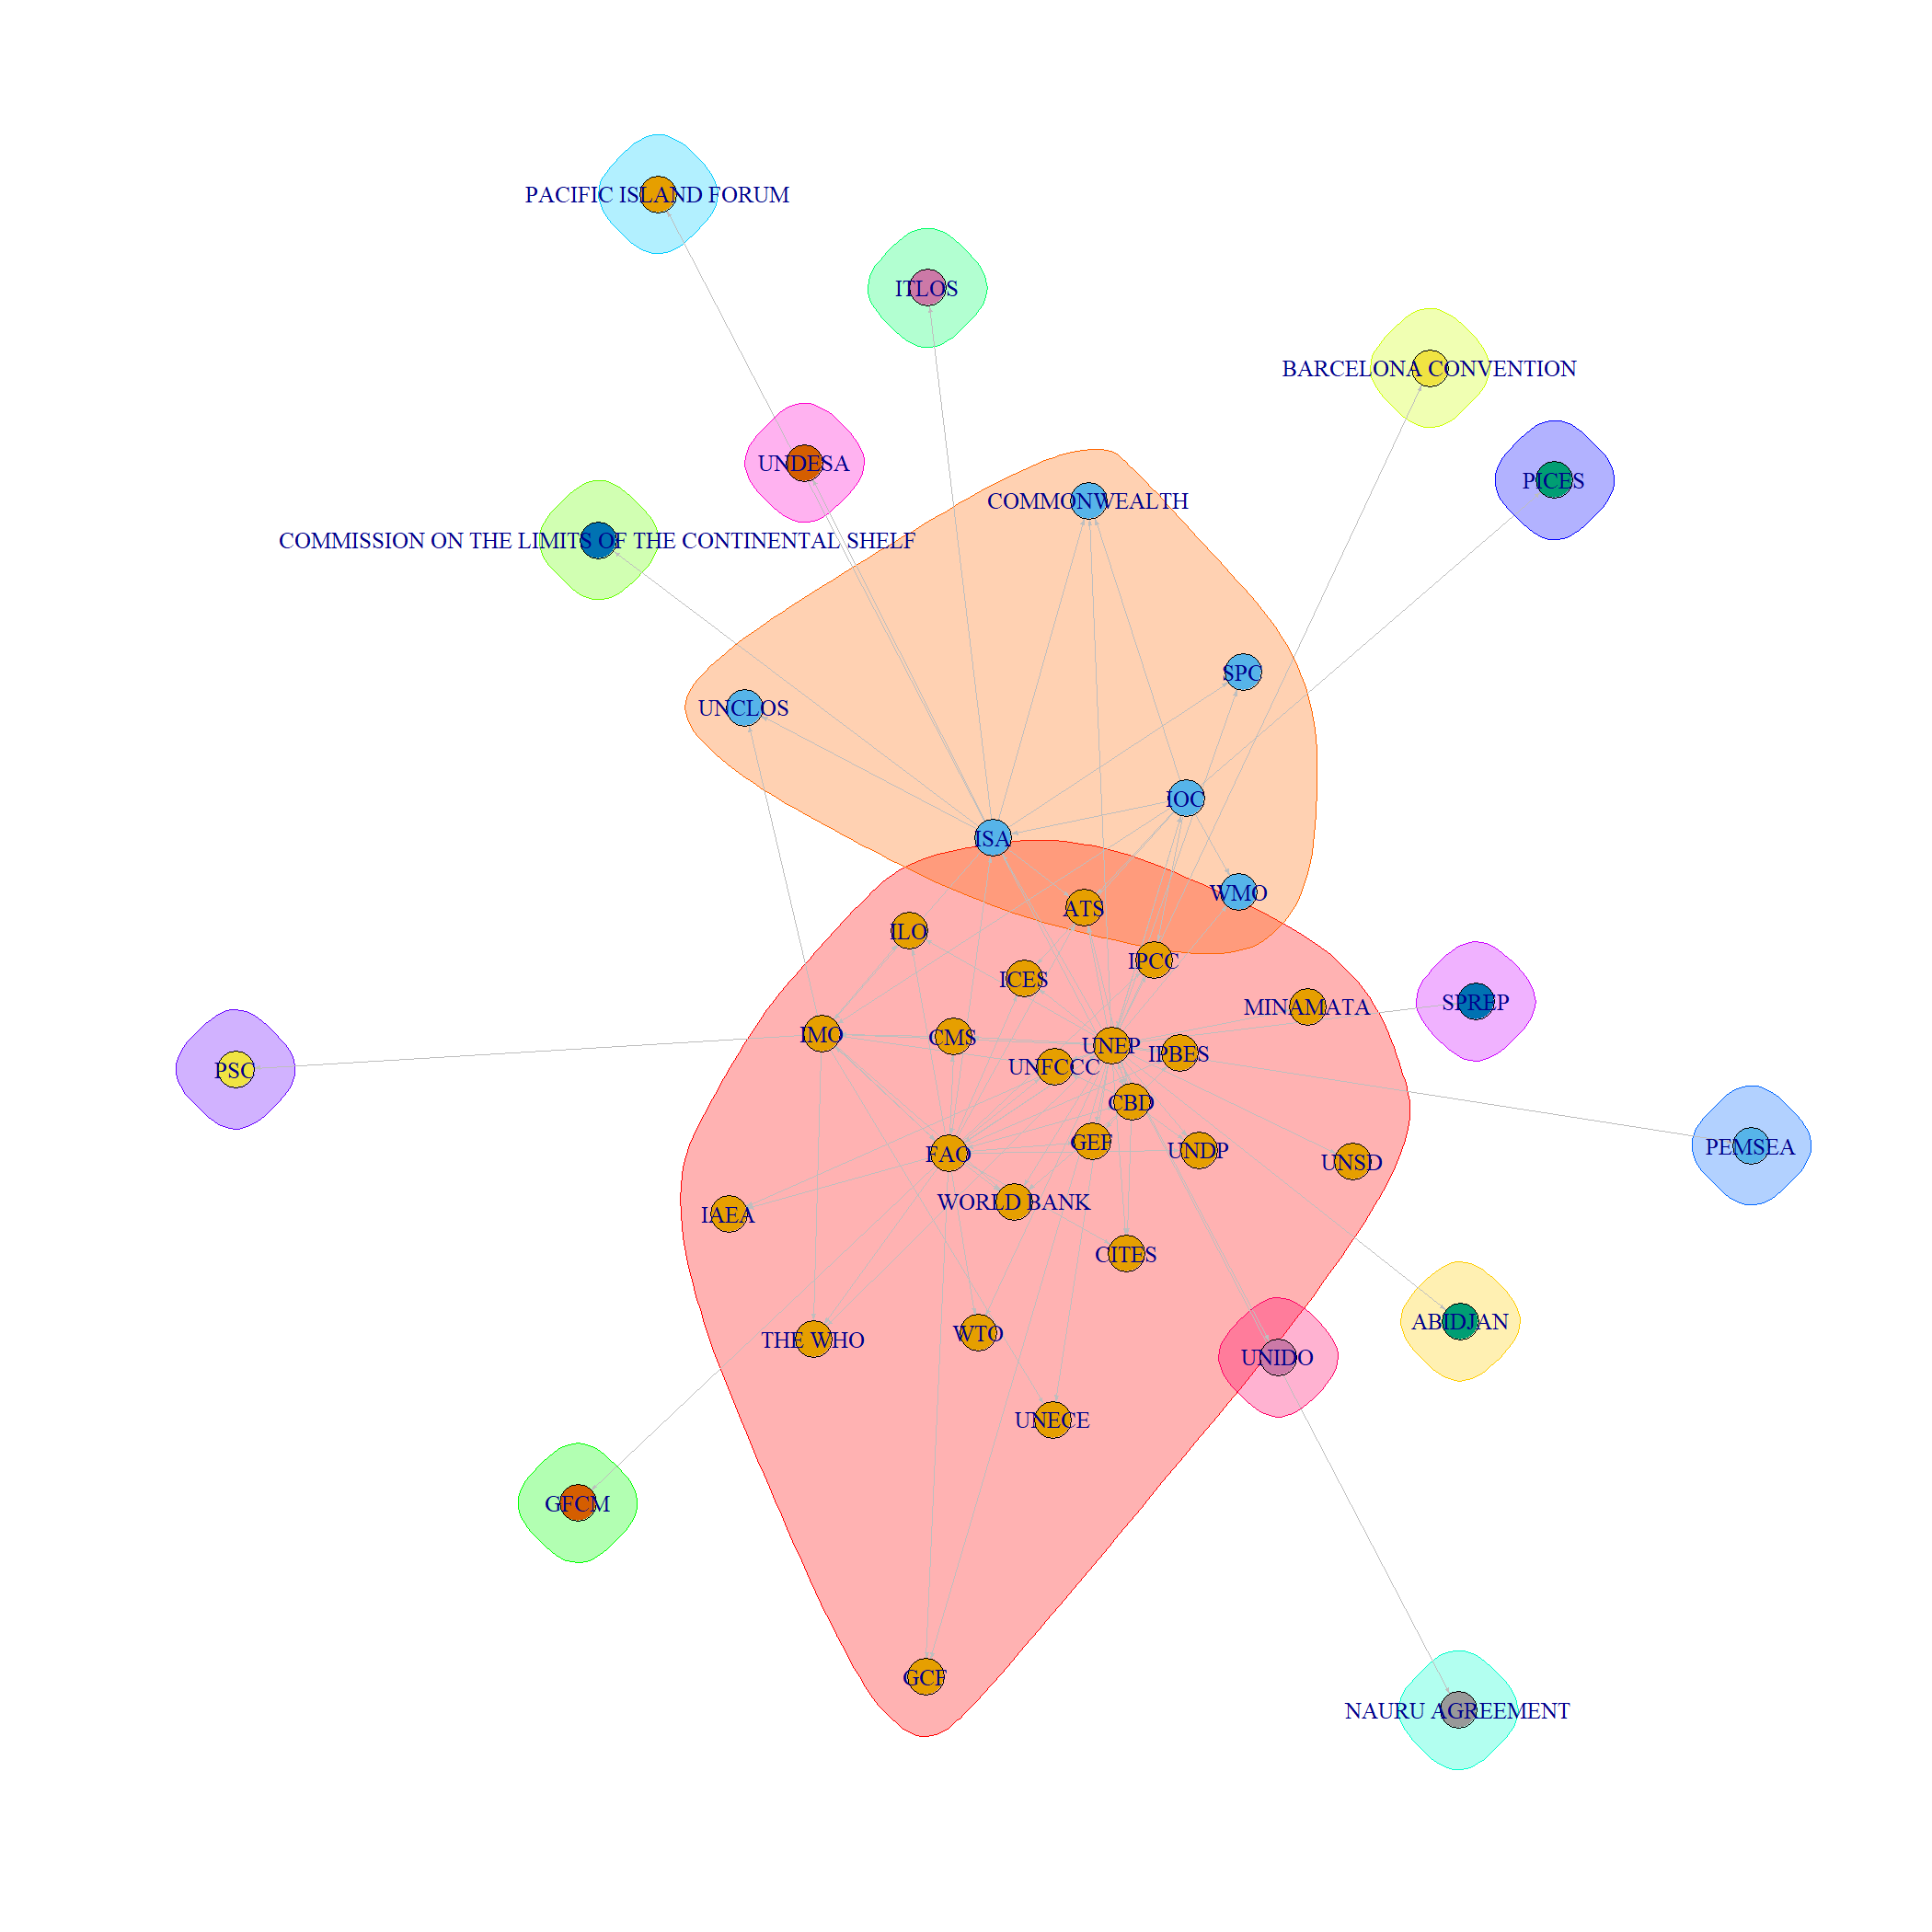 PACIFIC ISLAND FORUM
ITLOS
BARCELONA CONVENTION
UNDESA
PICES
COMMONWEALTH
COMMISSION ON THE LIMITS OF THE CONTINENTAL SHELF
SPC
UNCLOS
IOC
ISA
WMO
ATS
ILO
IPCC
ICES
SPREP
MINAMATA
IMO
CMS
UNEP
IPBES
UNFCCC
PSC
CBD
GEF
PEMSEA
UNDP
FAO
UNSD
WORLD BANK
IAEA
CITES
ABIDJAN
WTO
THE WHO
UNIDO
UNECE
GFCM
GCF
NAURU AGREEMENT